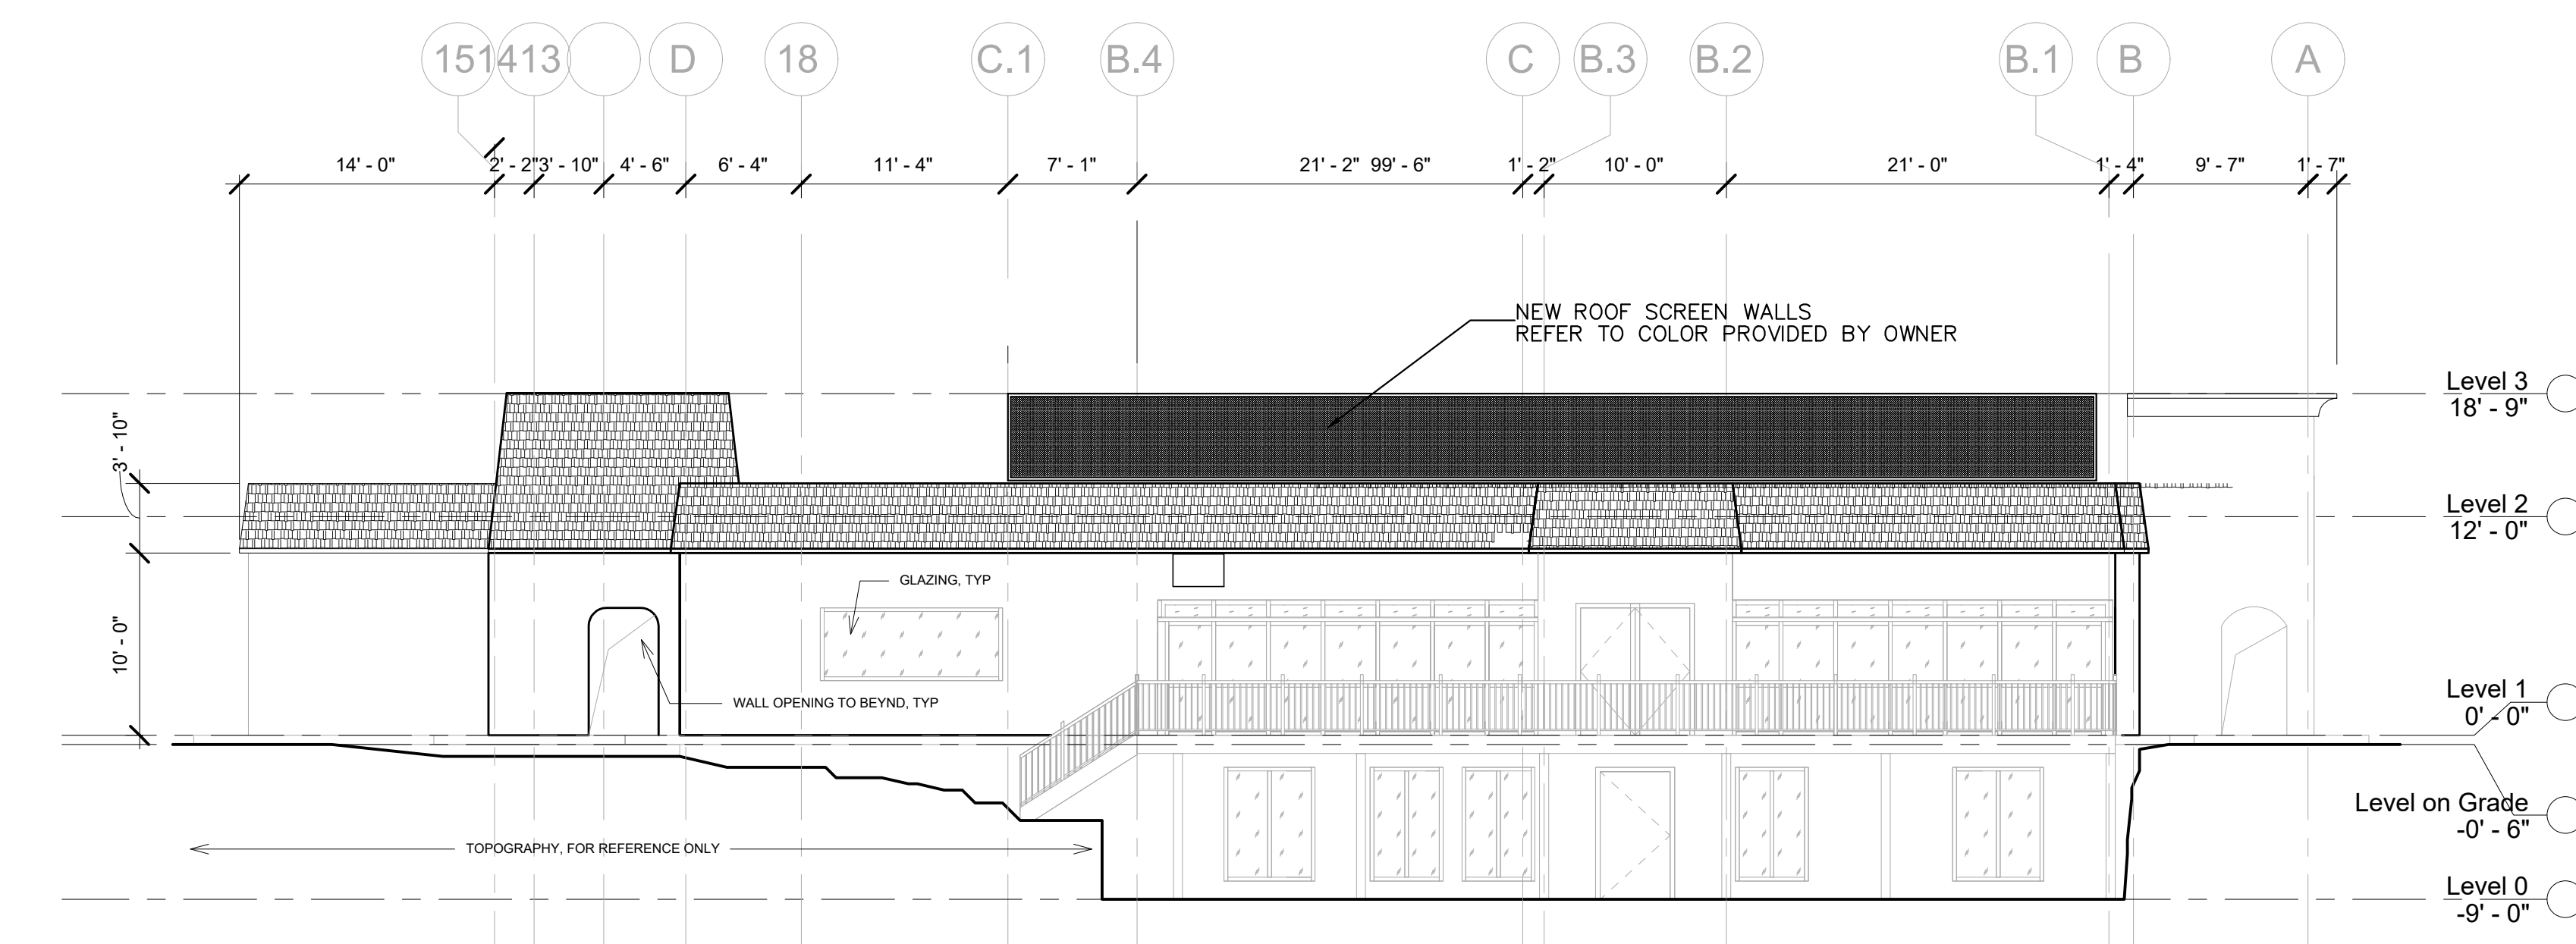 15
14
13
D
18
C.1
B.4
C
B.3
B.2
B.1
B
A
14' - 0"
2' - 2"
3' - 10"
4' - 6"
6' - 4"
11' - 4"
7' - 1"
21' - 2"
99' - 6"
1' - 2"
10' - 0"
21' - 0"
1' - 4"
9' - 7"
1' - 7"
NEW ROOF SCREEN WALLS
REFER TO COLOR PROVIDED BY OWNER
Level 3
18' - 9"
3' - 10"
Level 2
12' - 0"
GLAZING, TYP
10' - 0"
WALL OPENING TO BEYND, TYP
Level 1
0' - 0"
Level on Grade
-0' - 6"
TOPOGRAPHY, FOR REFERENCE ONLY
Level 0
-9' - 0"